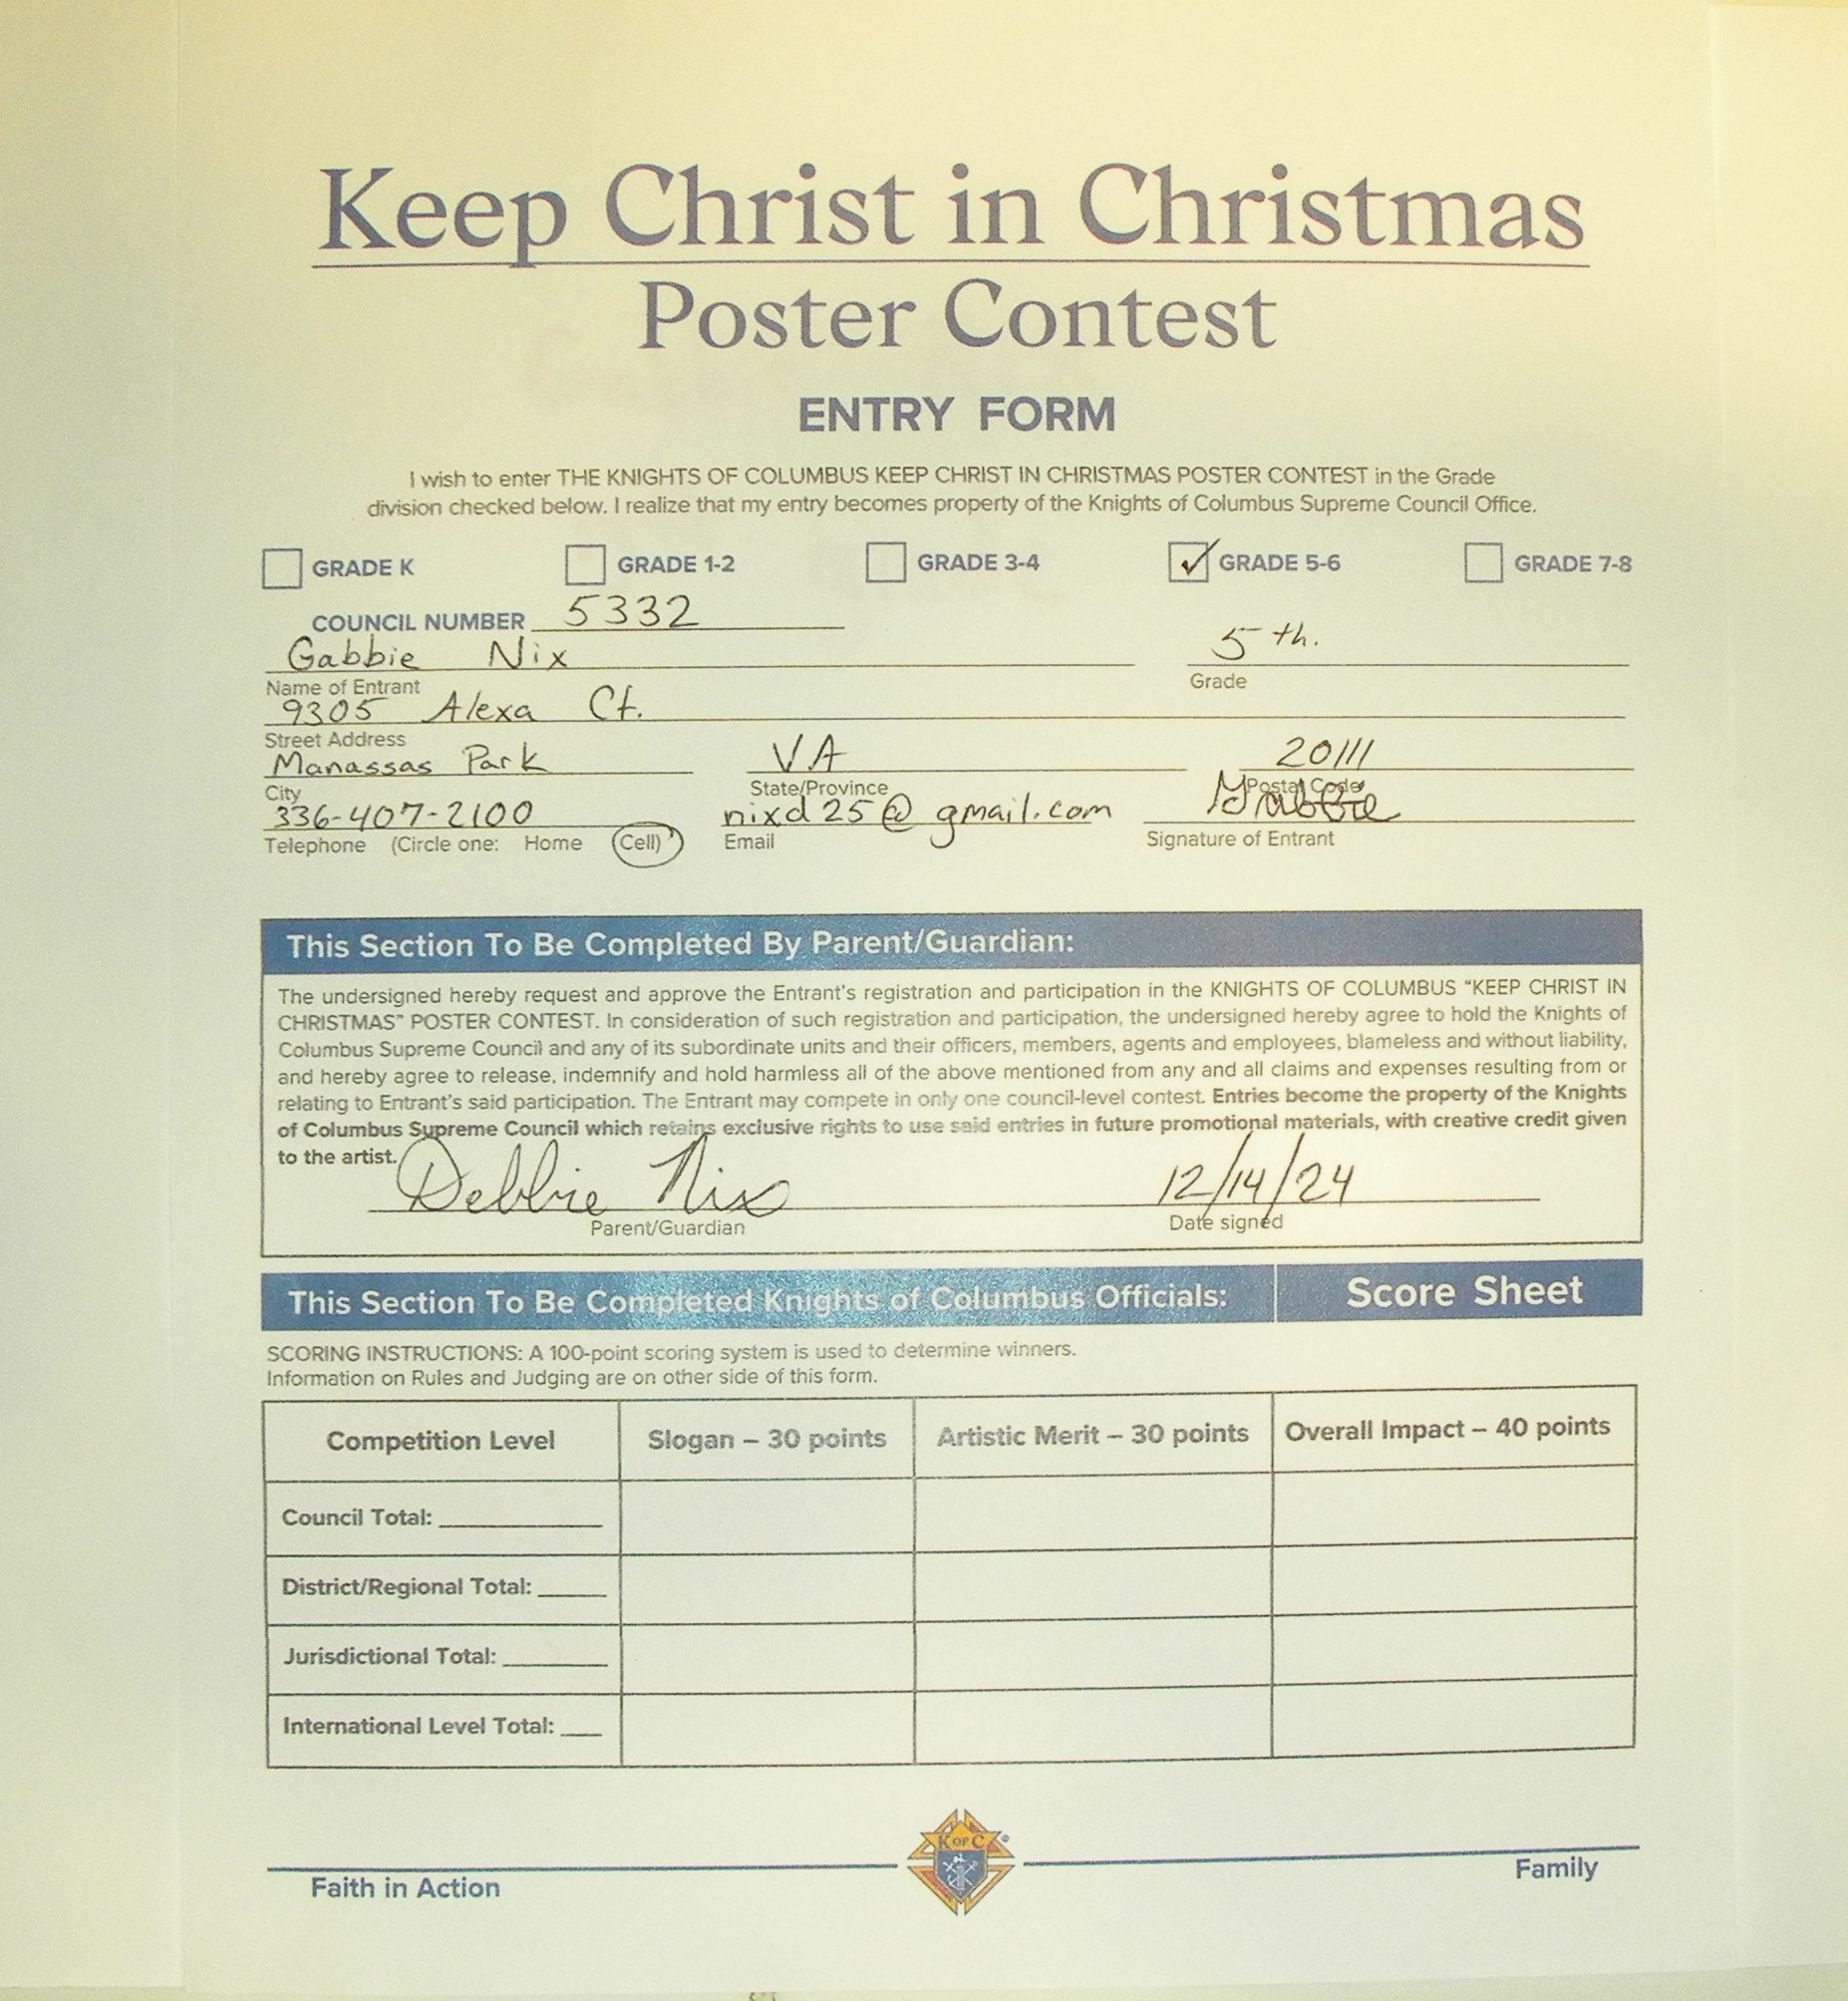 Keep Christ in Christmas
Poster Contest
ENTRY FORM
I wish to enter THE KNIGHTS OF COLUMBUS KEEP CHRIST IN CHRISTMAS POSTER CONTEST in the Grade
division checked below. I realize that my entry becomes property of the Knights of Columbus Supreme Council Office.
GRADE K GRADE 1-2 GRADE 3-4 GRADE 5-6 GRADE 7-8
COUNCIL NUMBER 5332
Gabbie Nix 5th.
Name of Entrant Grade
9305 Alexa Ct.
Street Address
Manassas Park VA 20111
City State/Province Postal Code
336-407-2100 nixd25@gmail.com Gabbie
Telephone (Circle one: Home Cell) Email Signature of Entrant
This Section To Be Completed By Parent/Guardian:
The undersigned hereby request and approve the Entrant's registration and participation in the KNIGHTS OF COLUMBUS "KEEP CHRIST IN
CHRISTMAS" POSTER CONTEST. In consideration of such registration and participation, the undersigned hereby agree to hold the Knights of
Columbus Supreme Council and any of its subordinate units and their officers, members, agents and employees, blameless and without liability,
and hereby agree to release, indemnify and hold harmless all of the above mentioned from any and all claims and expenses resulting from or
relating to Entrant's said participation. The Entrant may compete in only one council-level contest. Entries become the property of the Knights
of Columbus Supreme Council which retains exclusive rights to use said entries in future promotional materials, with creative credit given
to the artist.
Debbie Nix 12/14/24
Parent/Guardian Date signed
This Section To Be Completed Knights of Columbus Officials: Score Sheet
SCORING INSTRUCTIONS: A 100-point scoring system is used to determine winners.
Information on Rules and Judging are on other side of this form.
Competition Level Slogan – 30 points Artistic Merit – 30 points Overall Impact – 40 points
Council Total:
District/Regional Total:
Jurisdictional Total:
International Level Total:
K OF C
Faith in Action Family